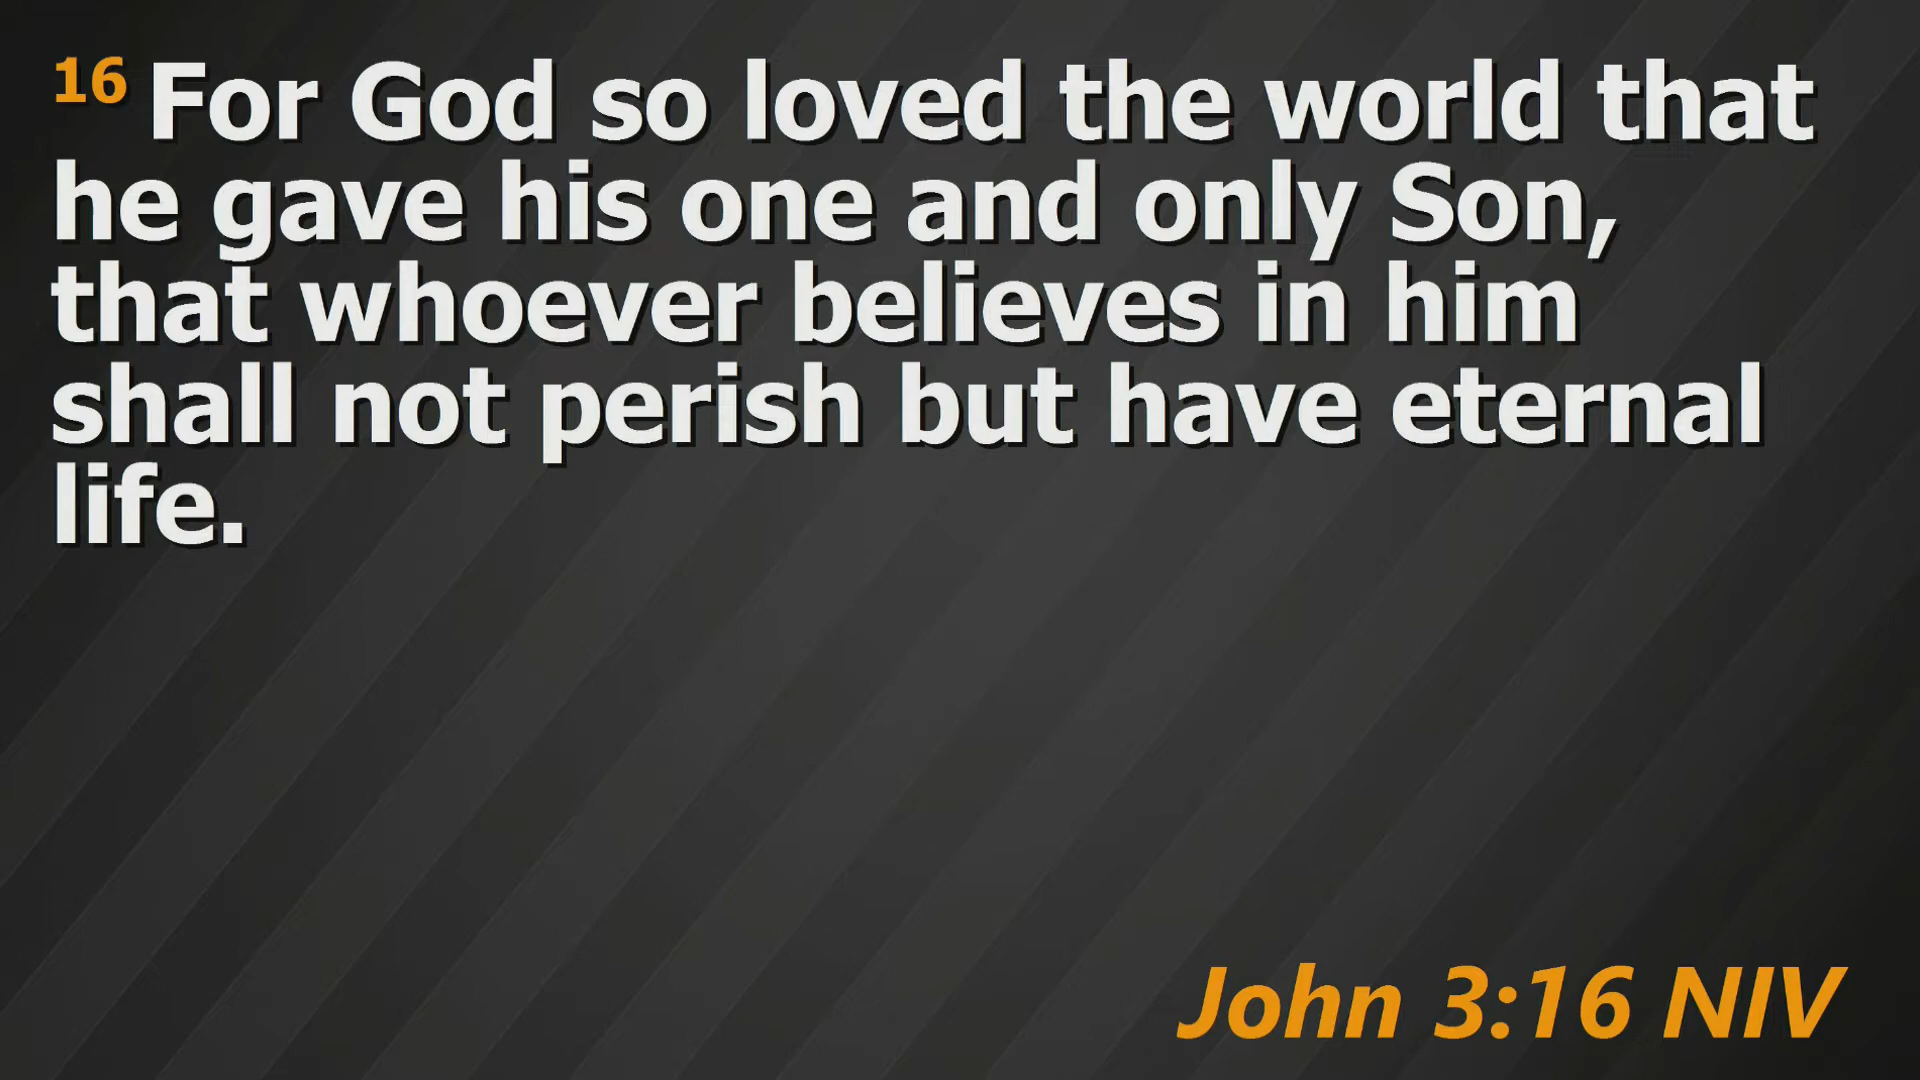 16 For God so loved the world that
he gave his one and only Son,
that whoever believes in him
shall not perish but have eternal
life.
John 3:16 NIV